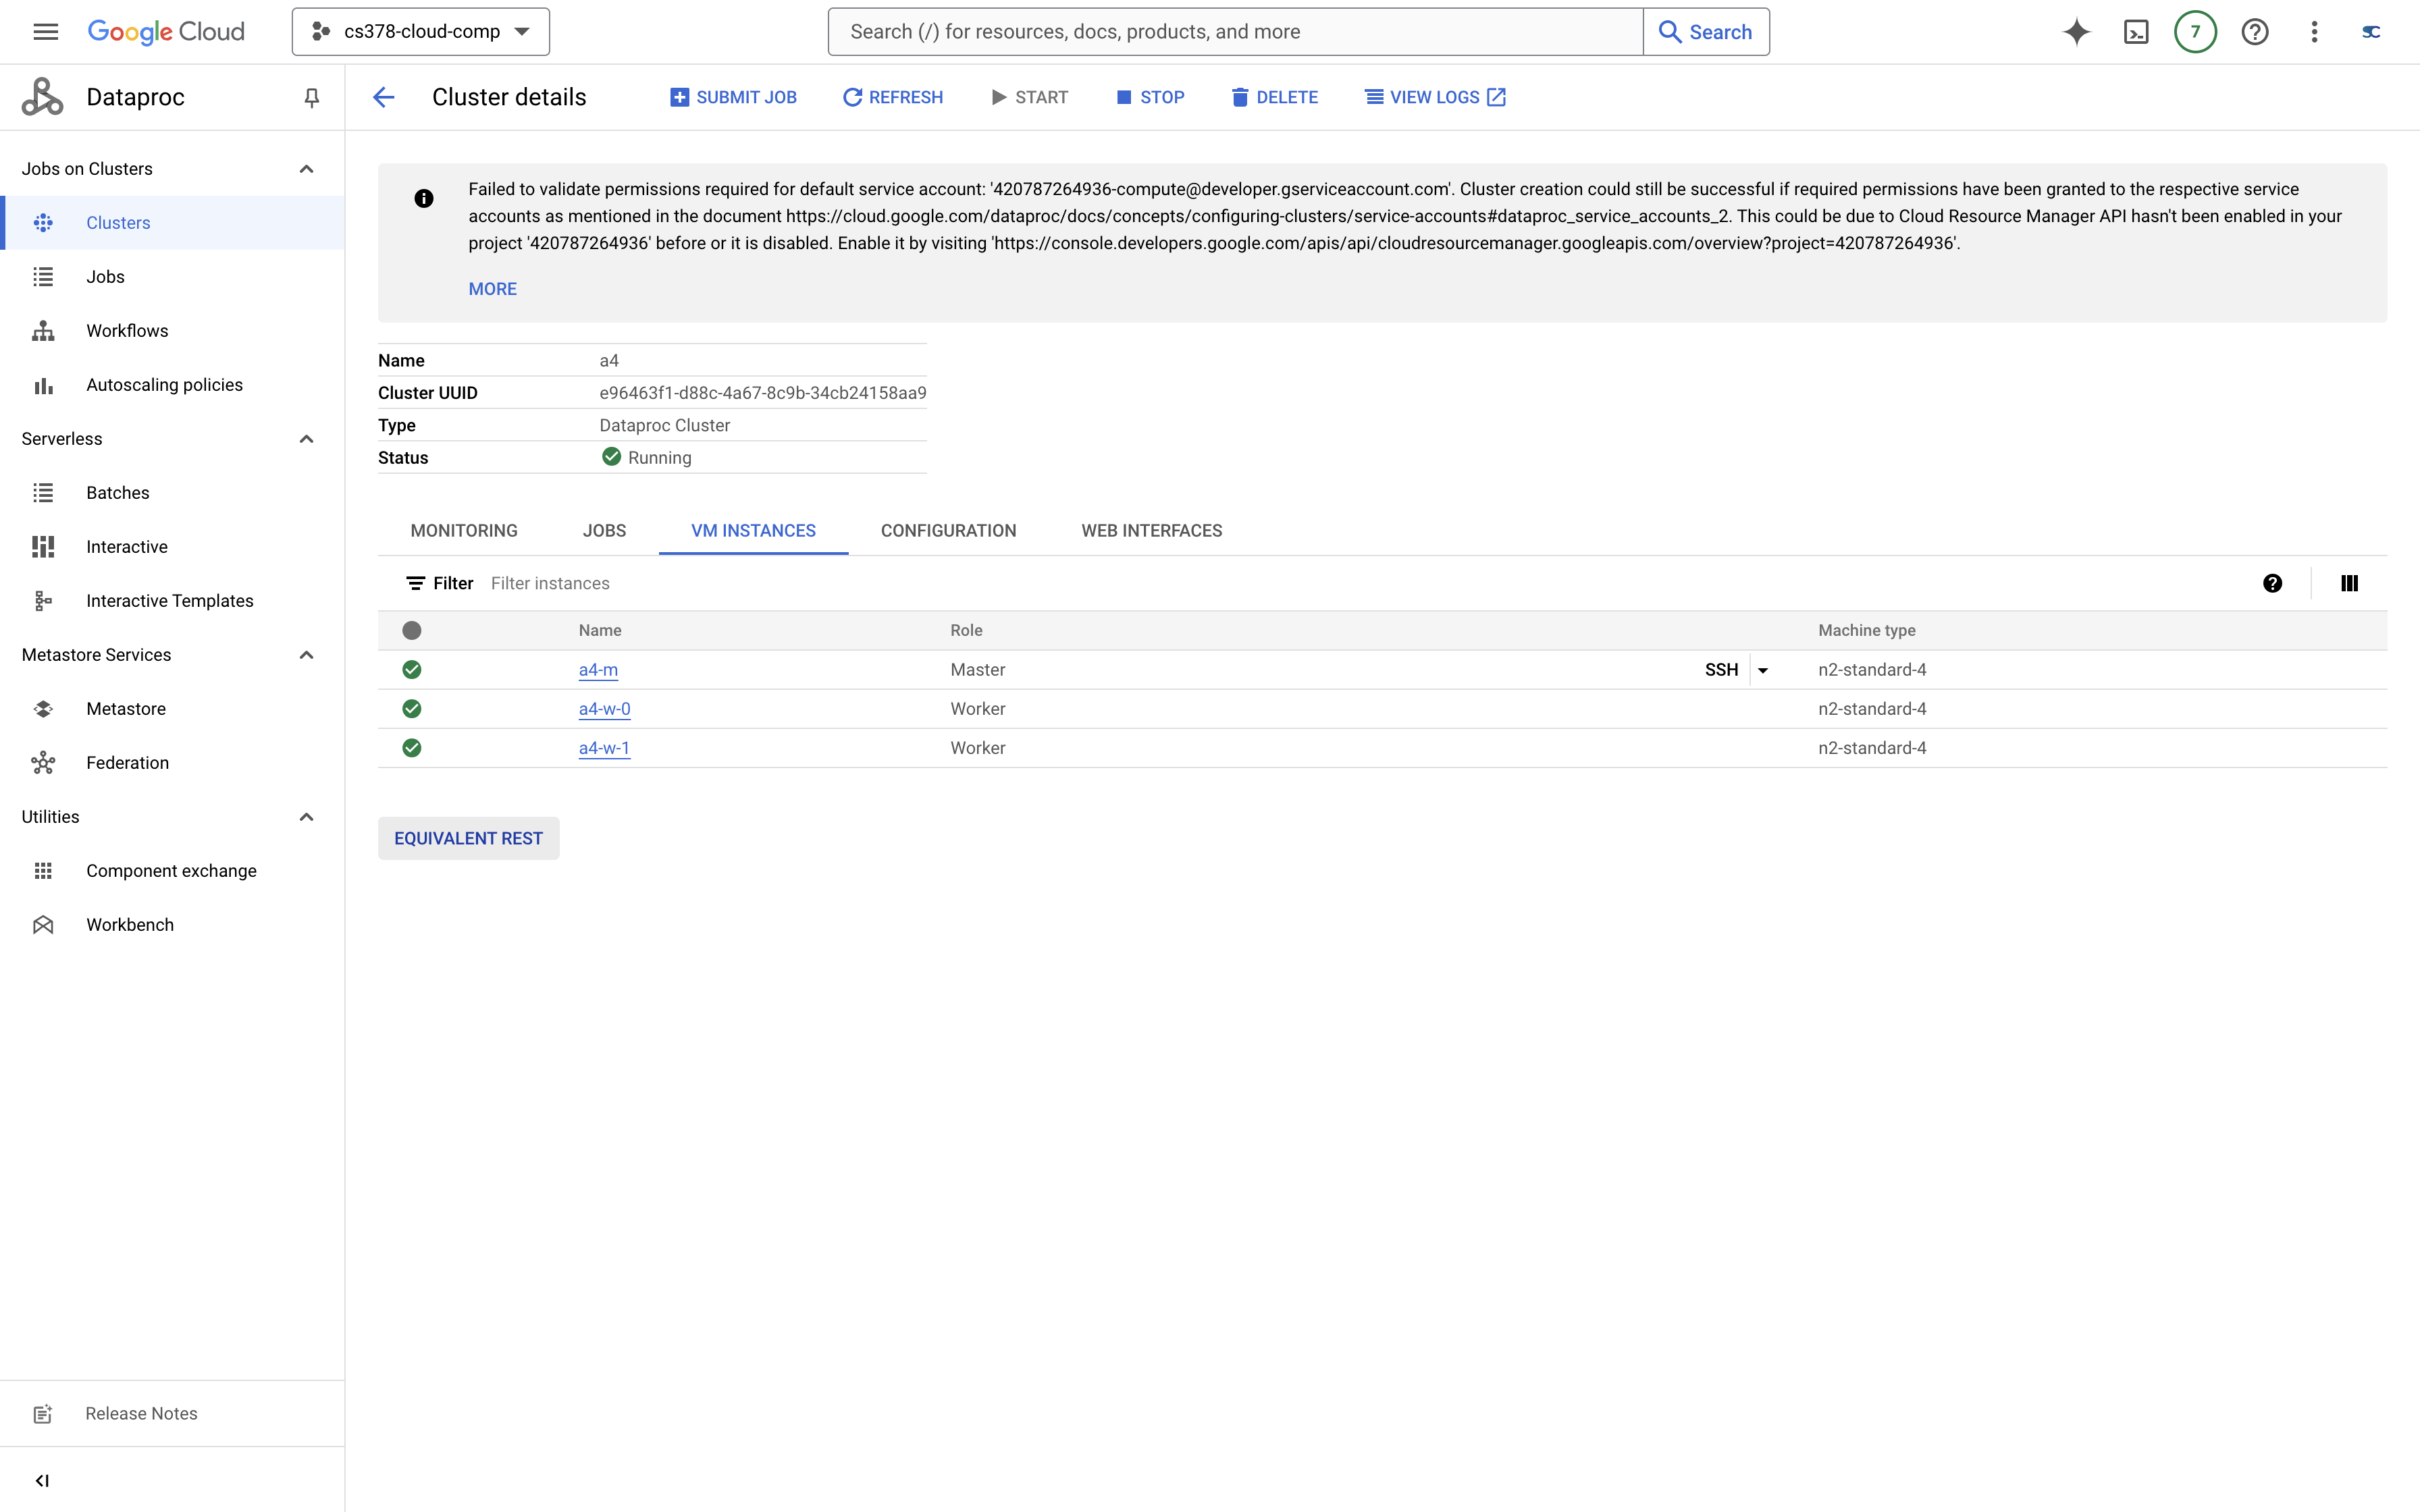 Google Cloud
cs378-cloud-comp
Search (/) for resources, docs, products, and more
Search
7
Dataproc
Cluster details
SUBMIT JOB
REFRESH
START
STOP
DELETE
VIEW LOGS
Jobs on Clusters
Clusters
Jobs
Workflows
Autoscaling policies
Serverless
Batches
Interactive
Interactive Templates
Metastore Services
Metastore
Federation
Utilities
Component exchange
Workbench
Release Notes
Failed to validate permissions required for default service account: '420787264936-compute@developer.gserviceaccount.com'. Cluster creation could still be successful if required permissions have been granted to the respective service
accounts as mentioned in the document https://cloud.google.com/dataproc/docs/concepts/configuring-clusters/service-accounts#dataproc_service_accounts_2. This could be due to Cloud Resource Manager API hasn't been enabled in your
project '420787264936' before or it is disabled. Enable it by visiting 'https://console.developers.google.com/apis/api/cloudresourcemanager.googleapis.com/overview?project=420787264936'.
MORE
Name a4
Cluster UUID e96463f1-d88c-4a67-8c9b-34cb24158aa9
Type Dataproc Cluster
Status Running
MONITORING JOBS VM INSTANCES CONFIGURATION WEB INTERFACES
Filter Filter instances
Name Role Machine type
a4-m Master SSH n2-standard-4
a4-w-0 Worker n2-standard-4
a4-w-1 Worker n2-standard-4
EQUIVALENT REST